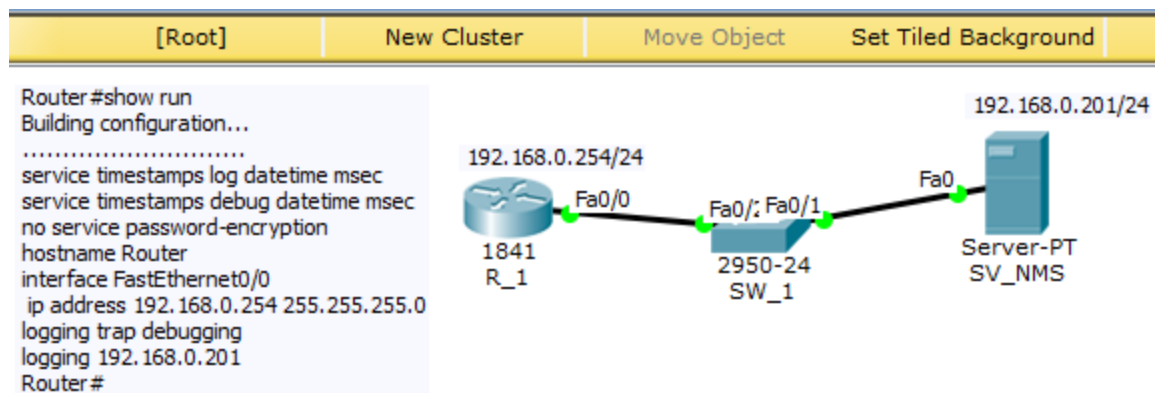 [Root] New Cluster Move Object Set Tiled Background
Router#show run
Building configuration...
............................
service timestamps log datetime msec
service timestamps debug datetime msec
no service password-encryption
hostname Router
interface FastEthernet0/0
ip address 192.168.0.254 255.255.255.0
logging trap debugging
logging 192.168.0.201
Router#
192.168.0.254/24
Fa0/0
1841
R_1
Fa0/2 Fa0/1
2950-24
SW_1
192.168.0.201/24
Fa0
Server-PT
SV_NMS